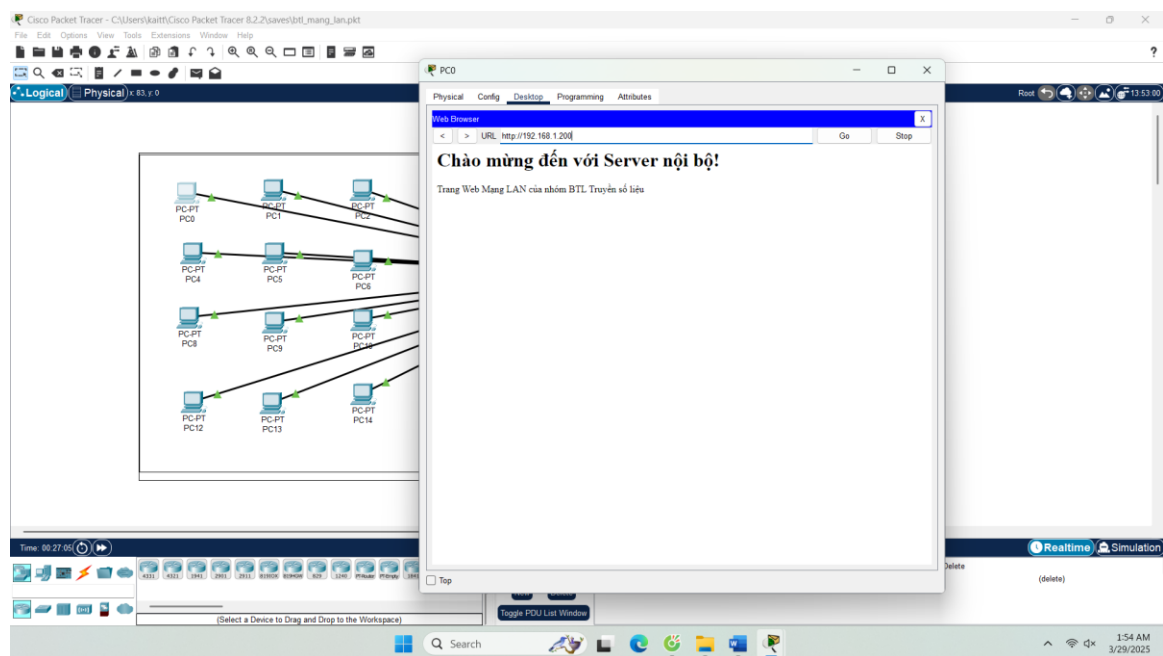 Cisco Packet Tracer - C:\Users\kaitt\Cisco Packet Tracer 8.2.2\saves\btl_mang_lan.pkt
File Edit Options View Tools Extensions Window Help
?
Logical Physical x: 83, y: 0
Root 13:53:00
PC0
Physical Config Desktop Programming Attributes
Web Browser X
< > URL http://192.168.1.200 Go Stop
Chào mừng đến với Server nội bộ!
Trang Web Mạng LAN của nhóm BTL Truyền số liệu
Top
PC-PT
PC0
PC-PT
PC1
PC-PT
PC2
PC-PT
PC4
PC-PT
PC5
PC-PT
PC6
PC-PT
PC8
PC-PT
PC9
PC-PT
PC10
PC-PT
PC12
PC-PT
PC13
PC-PT
PC14
Time: 00:27:05
Realtime Simulation
4331 4321 1941 2901 2911 819HGW 829 1240
(Select a Device to Drag and Drop to the Workspace)
Toggle PDU List Window
Delete
(delete)
Search
1:54 AM
3/29/2025